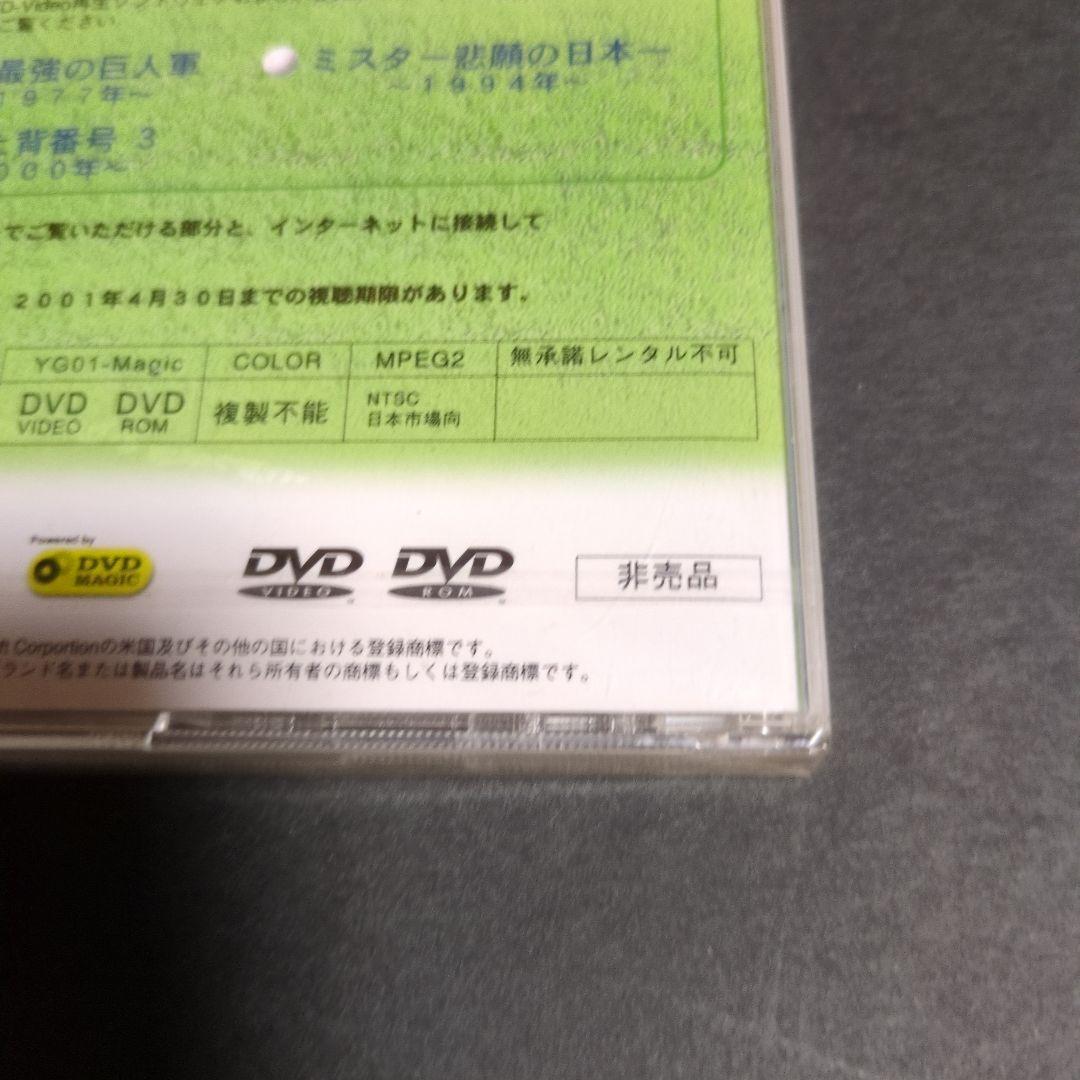 ご覧ください
最強の巨人軍
1977年～
ミスター悲願の日本一
～1994年～
背番号 3
000年～
でご覧いただける部分と、インターネットに接続して
2001年4月30日までの視聴期限があります。
YG01-Magic COLOR MPEG2 無承諾レンタル不可
DVD VIDEO DVD ROM 複製不能 NTSC 日本市場向
Powered by
DVD MAGIC
DVD VIDEO™ DVD ROM™
非売品
Corportionの米国及びその他の国における登録商標です。
ランド名または製品名はそれら所有者の商標もしくは登録商標です。